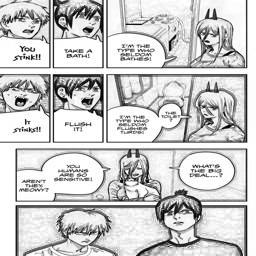 YOU
STINK!!
TAKE A
BATH!
I'M THE
TYPE WHO
SELDOM
BATHES!
IT
STINKS!!
FLUSH
IT!
THE
TOILET?
I'M THE
TYPE WHO
SELDOM
FLUSHES
TURDS!
YOU
HUMANS ARE
SO
SENSITIVE!
WHAT'S
THE BIG
DEAL...?
AREN'T
THEY
MEOWY?